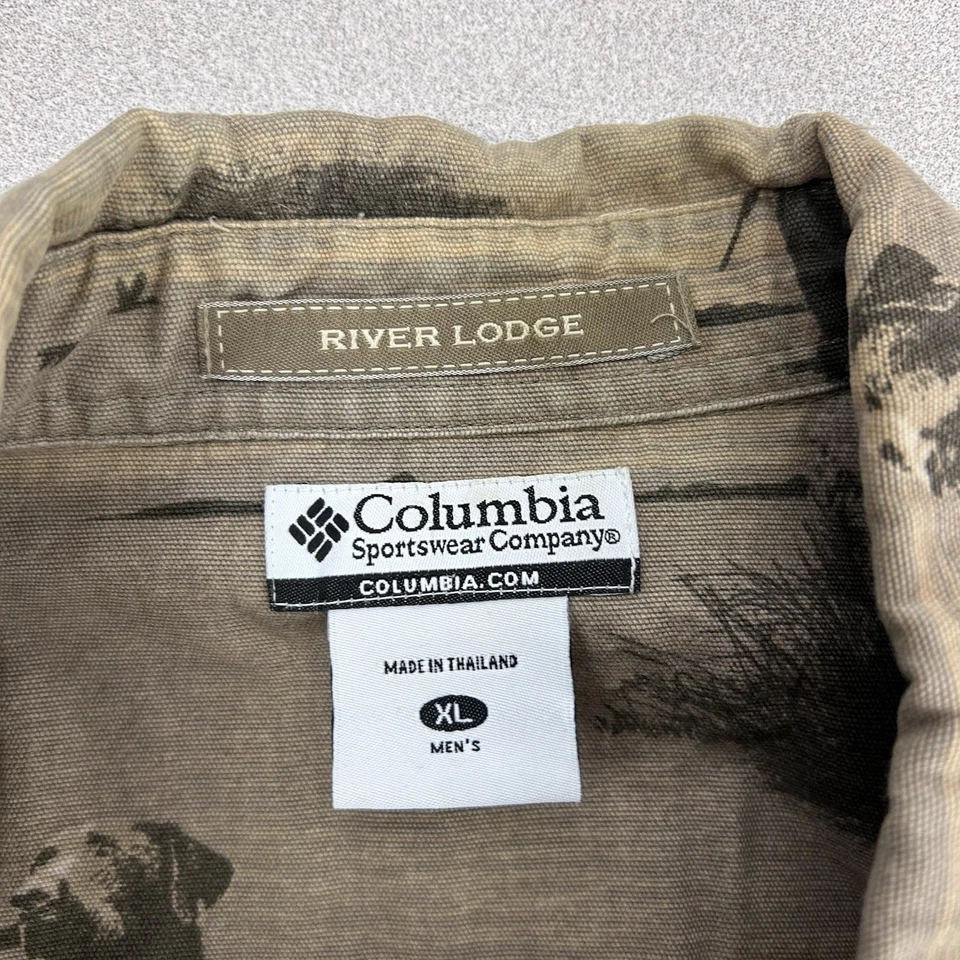 RIVER LODGE
Columbia
Sportswear Company®
COLUMBIA.COM
MADE IN THAILAND
XL
MEN'S